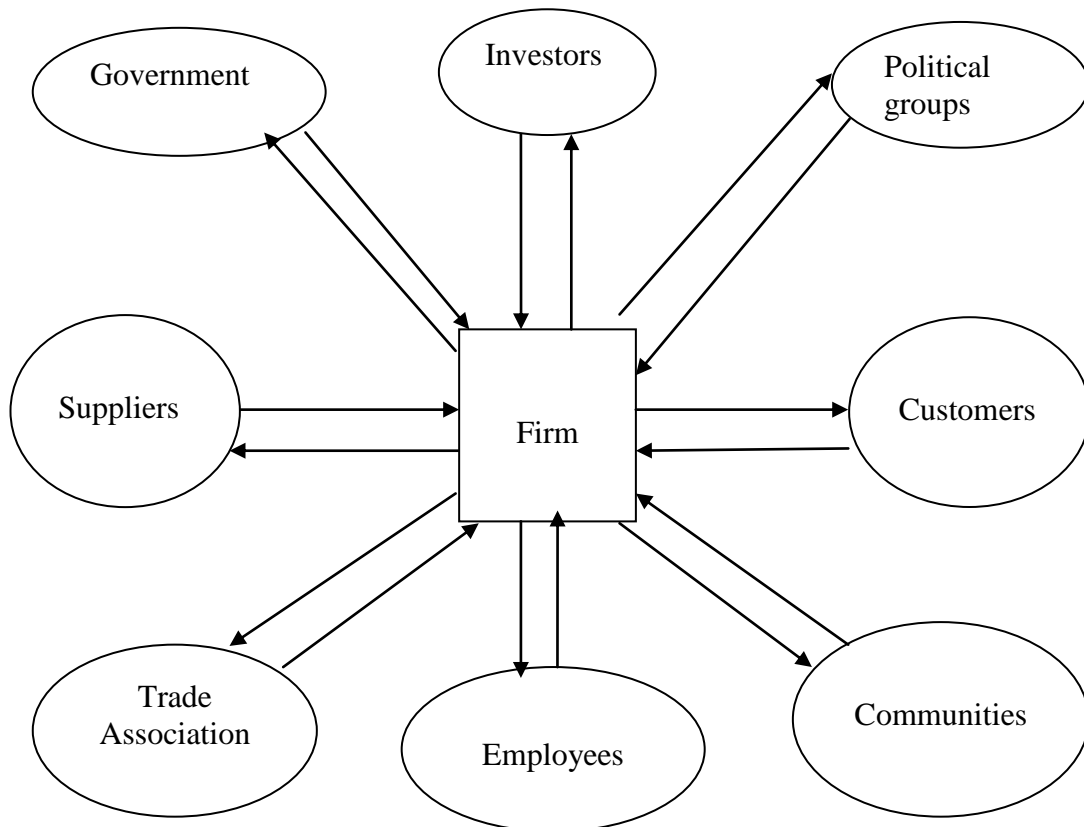 Government
Investors
Political
groups
Suppliers
Firm
Customers
Trade
Association
Employees
Communities